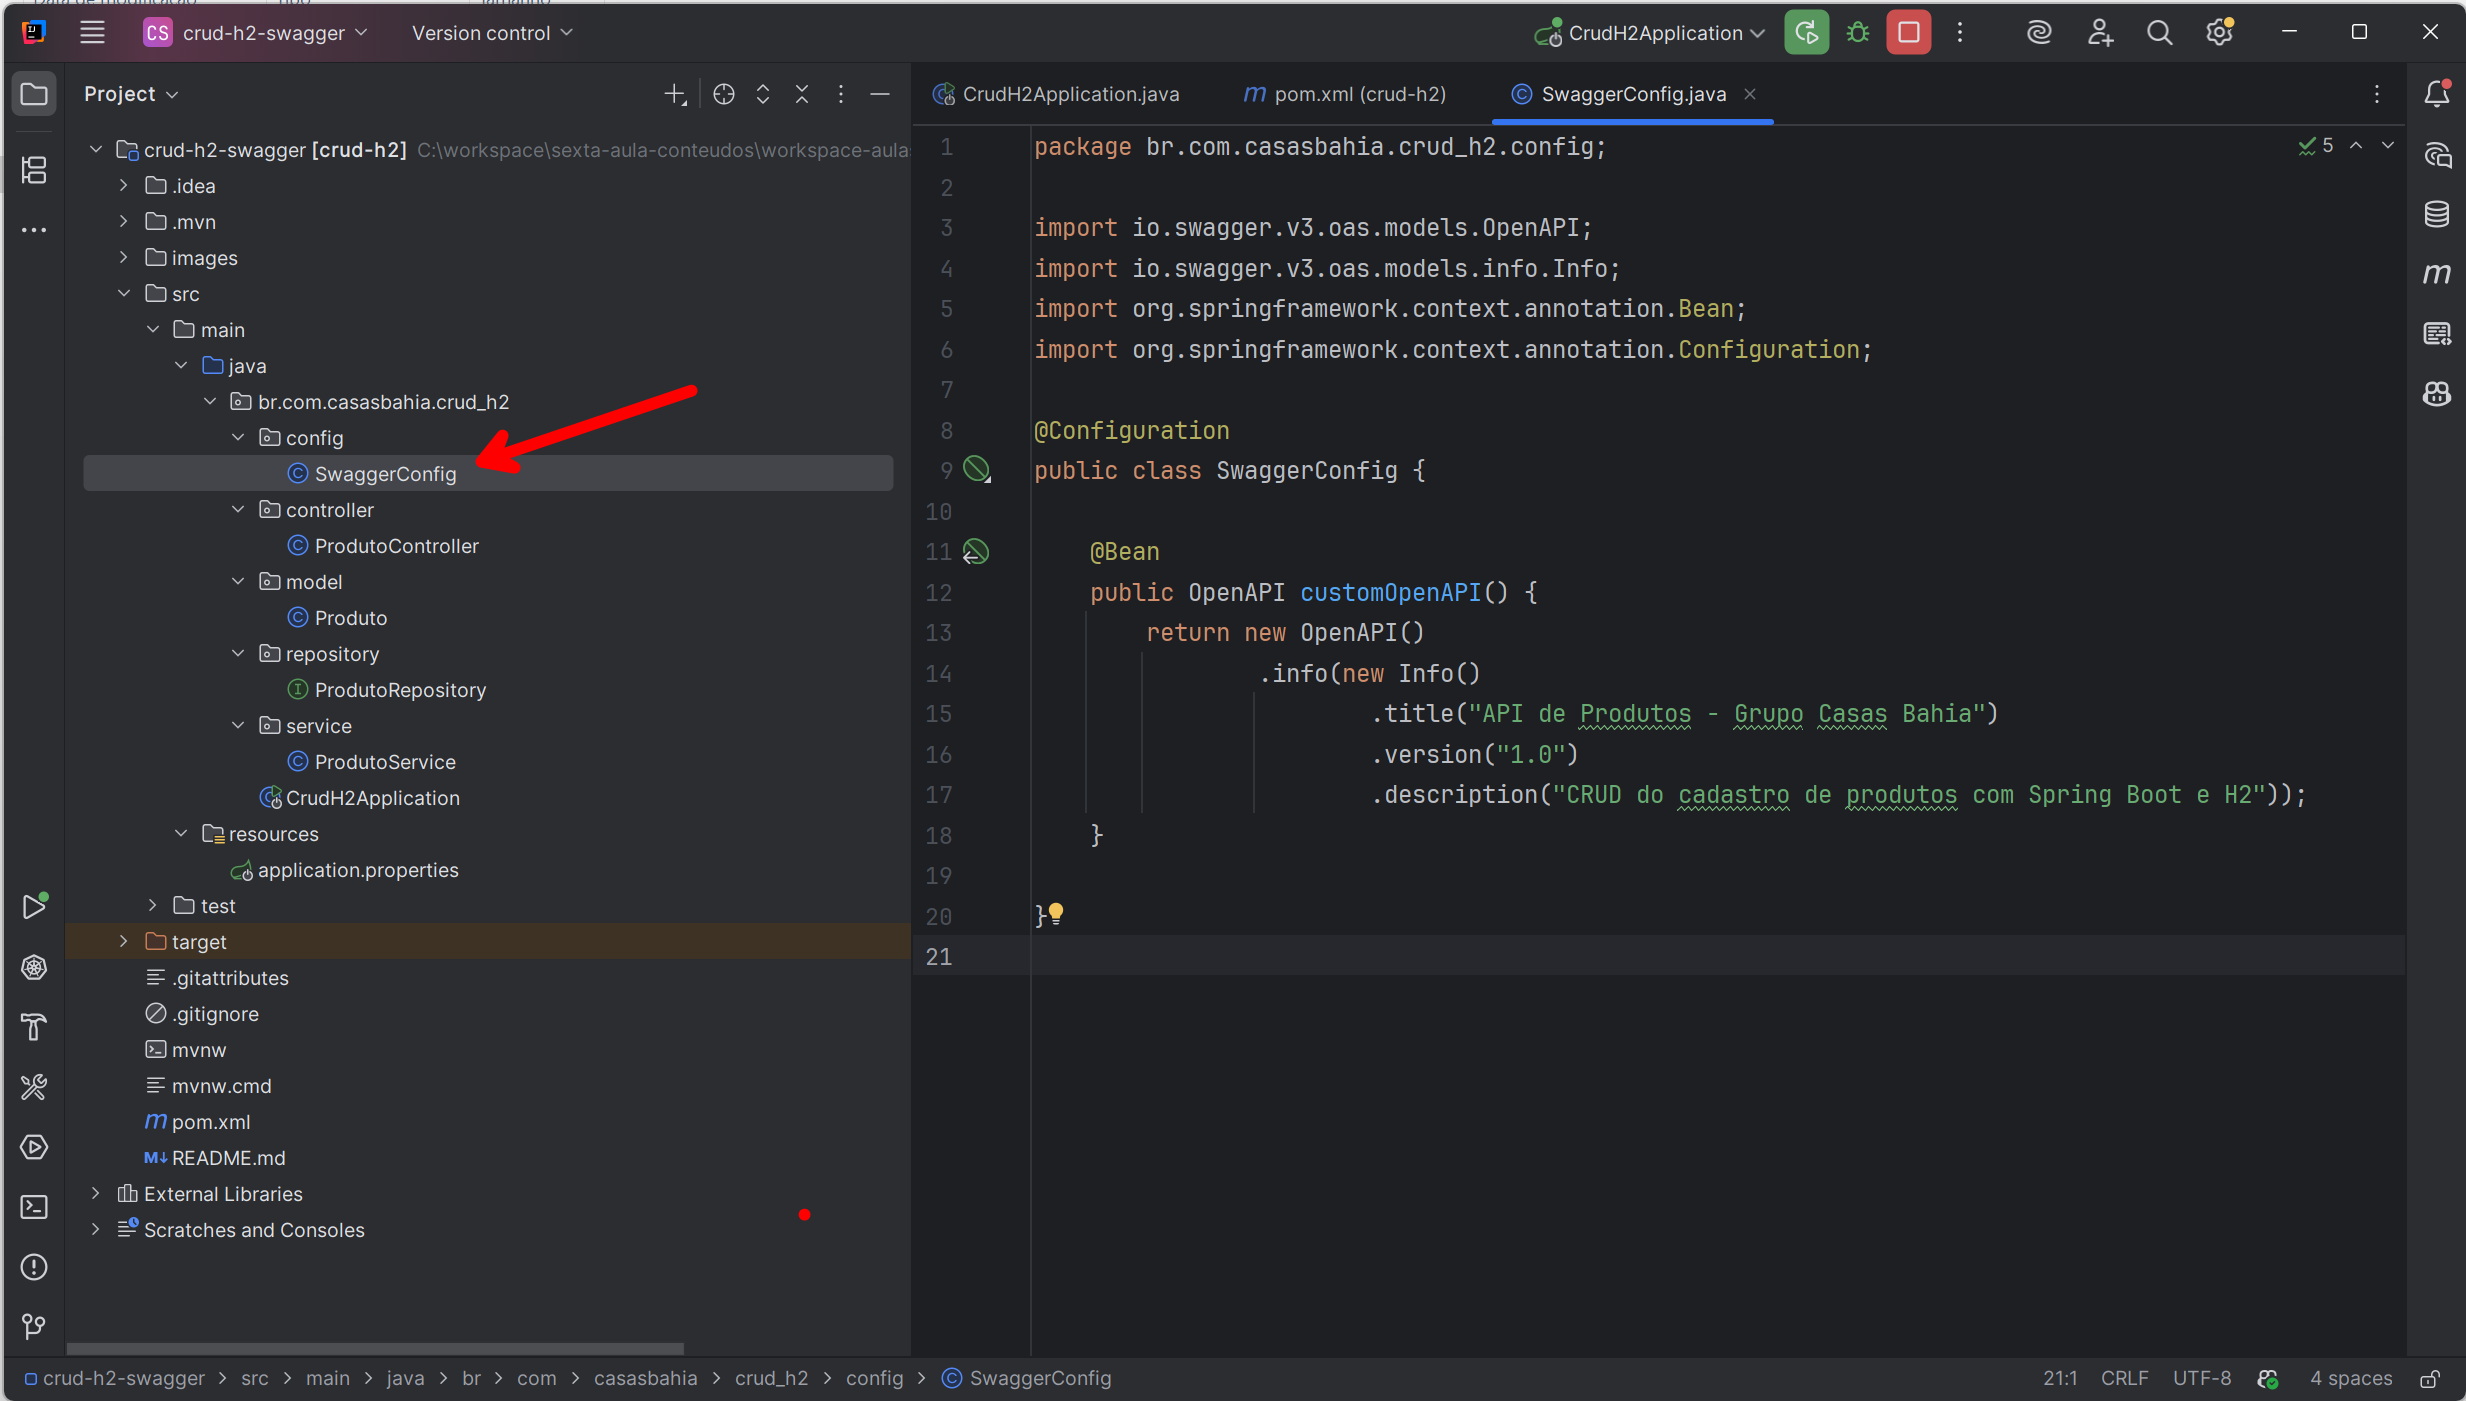 CS crud-h2-swagger Version control CrudH2Application
Project
CrudH2Application.java pom.xml (crud-h2) SwaggerConfig.java
crud-h2-swagger [crud-h2] C:\workspace\sexta-aula-conteudos\workspace-aula
.idea
.mvn
images
src
main
java
br.com.casasbahia.crud_h2
config
SwaggerConfig
controller
ProdutoController
model
Produto
repository
ProdutoRepository
service
ProdutoService
CrudH2Application
resources
application.properties
test
target
.gitattributes
.gitignore
mvnw
mvnw.cmd
pom.xml
README.md
External Libraries
Scratches and Consoles
5
1 package br.com.casasbahia.crud_h2.config;
2
3 import io.swagger.v3.oas.models.OpenAPI;
4 import io.swagger.v3.oas.models.info.Info;
5 import org.springframework.context.annotation.Bean;
6 import org.springframework.context.annotation.Configuration;
7
8 @Configuration
9 public class SwaggerConfig {
10
11 @Bean
12 public OpenAPI customOpenAPI() {
13 return new OpenAPI()
14 .info(new Info()
15 .title("API de Produtos - Grupo Casas Bahia")
16 .version("1.0")
17 .description("CRUD do cadastro de produtos com Spring Boot e H2"));
18 }
19
20 }
21
crud-h2-swagger > src > main > java > br > com > casasbahia > crud_h2 > config > SwaggerConfig
21:1 CRLF UTF-8 4 spaces